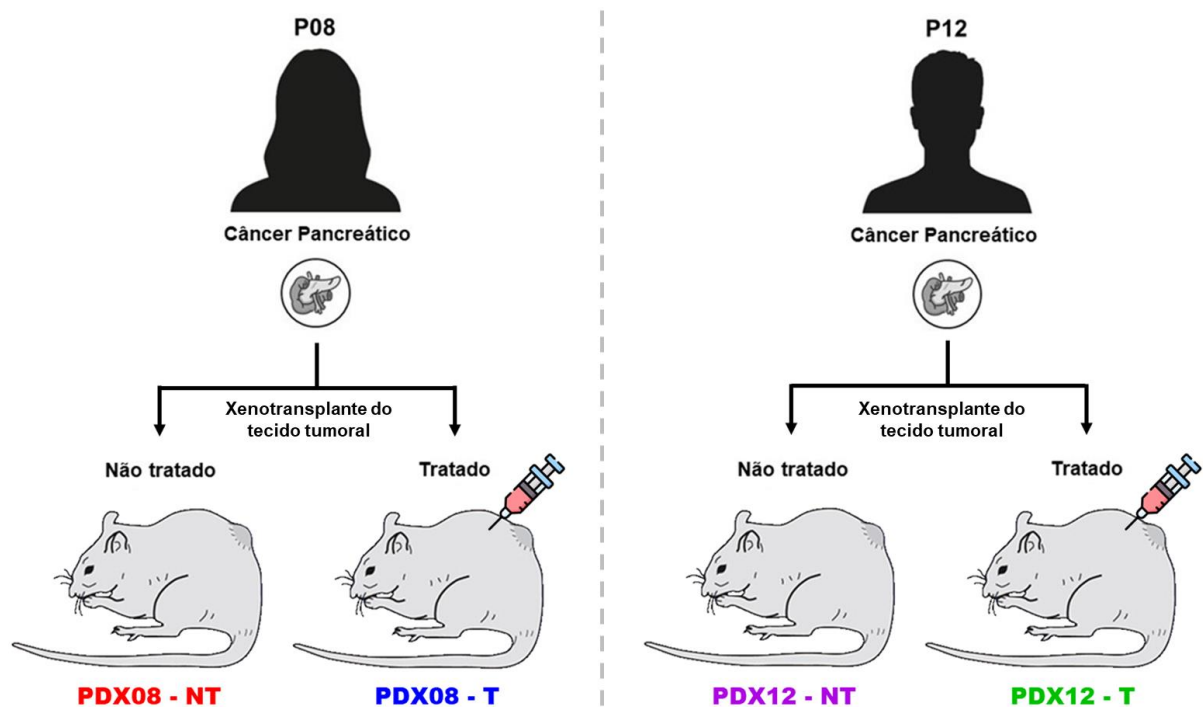 P08
Câncer Pancreático
Xenotransplante do
tecido tumoral
Não tratado
Tratado
PDX08 - NT
PDX08 - T
P12
Câncer Pancreático
Xenotransplante do
tecido tumoral
Não tratado
Tratado
PDX12 - NT
PDX12 - T